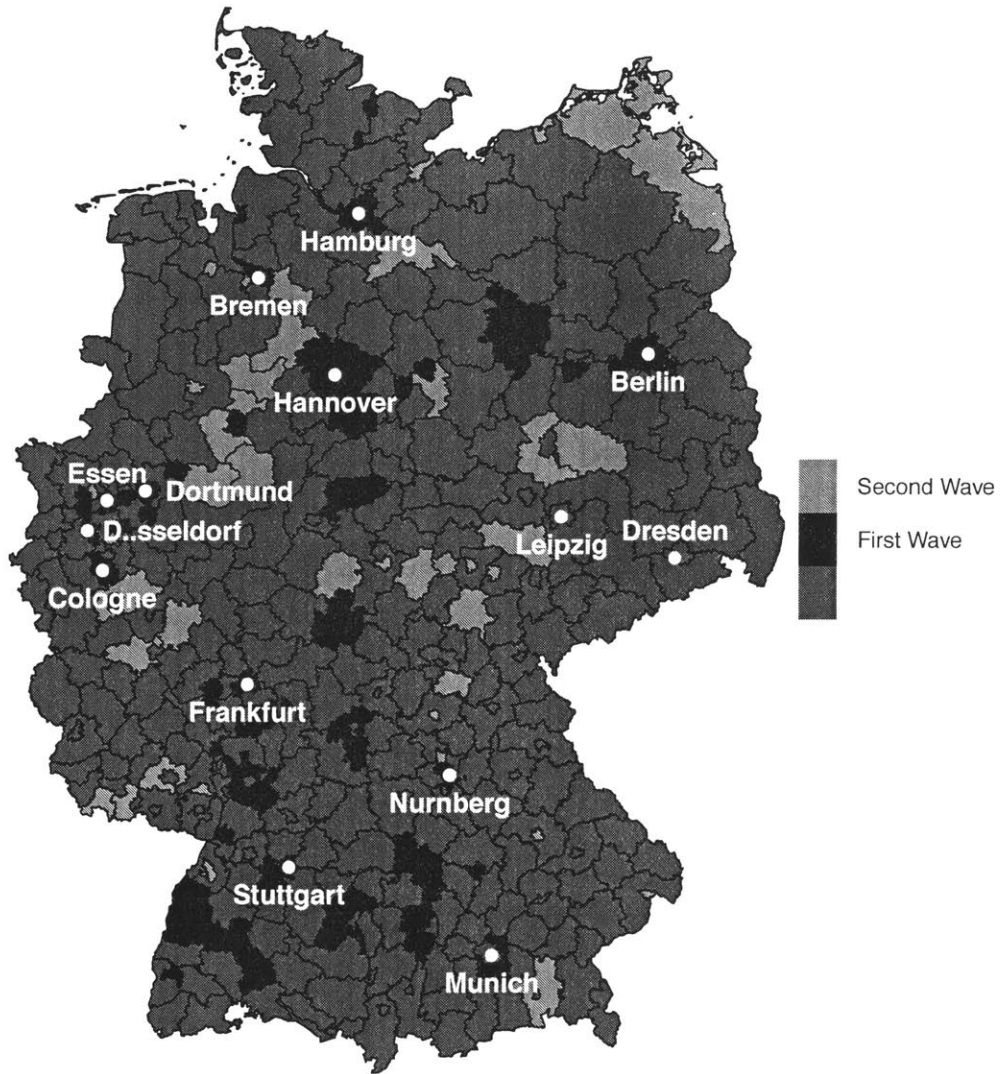 Hamburg
Bremen
Berlin
Hannover
Essen
Dortmund
D..sseldorf
Leipzig
Dresden
Cologne
Frankfurt
Nurnberg
Stuttgart
Munich
Second Wave
First Wave